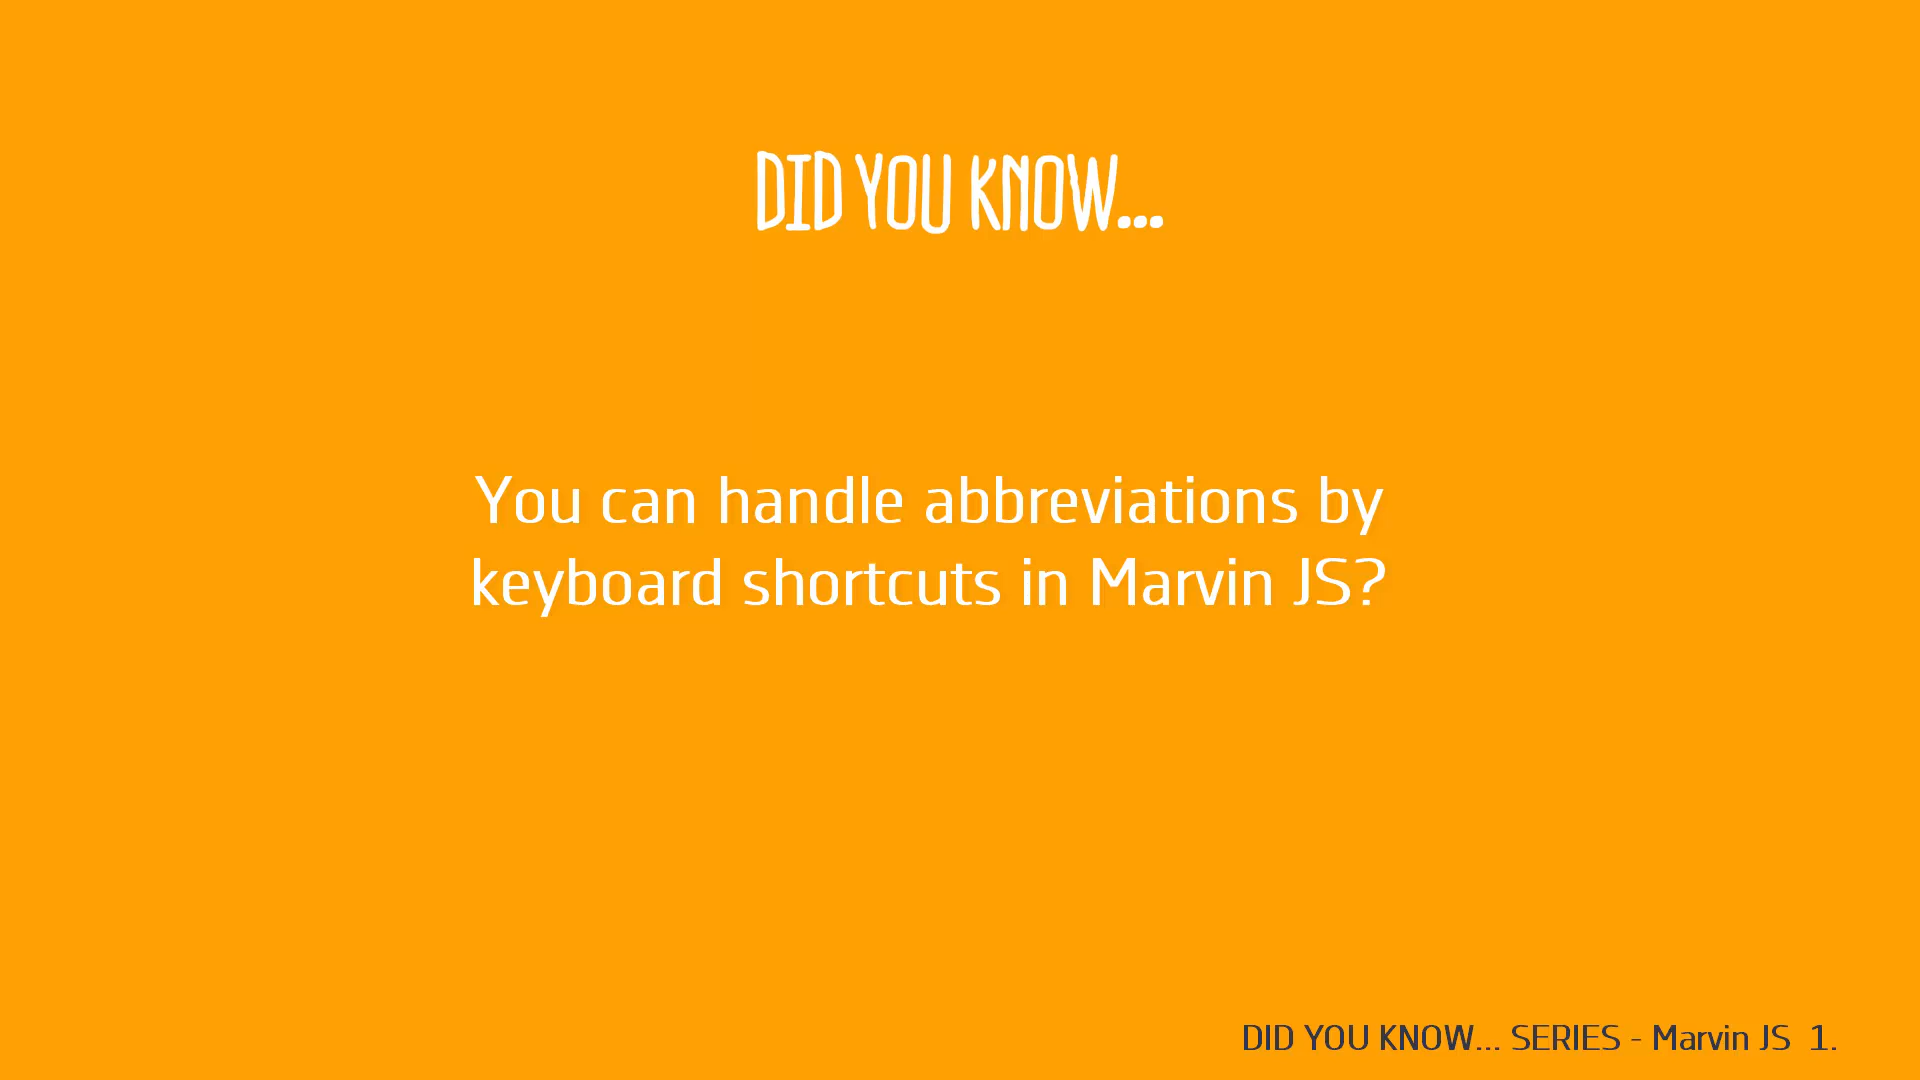 DID YOU KNOW...
You can handle abbreviations by
keyboard shortcuts in Marvin JS?
DID YOU KNOW... SERIES - Marvin JS 1.